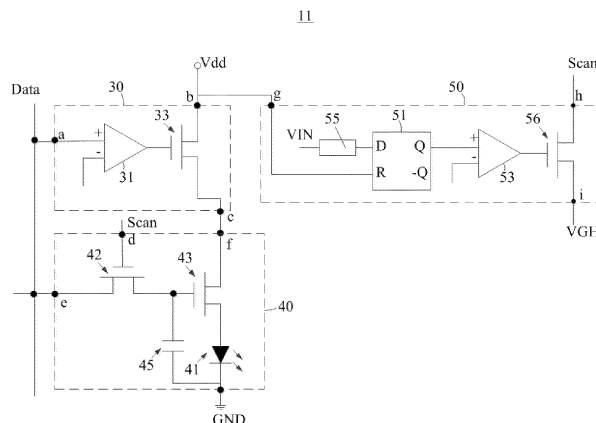 11
Vdd
Data
Scan
30
b
g
50
h
33
a
+
-
31
VIN
55
51
D
Q
R
-Q
+
-
53
56
i
VGH
c
Scan
d
f
42
43
e
40
45
41
GND